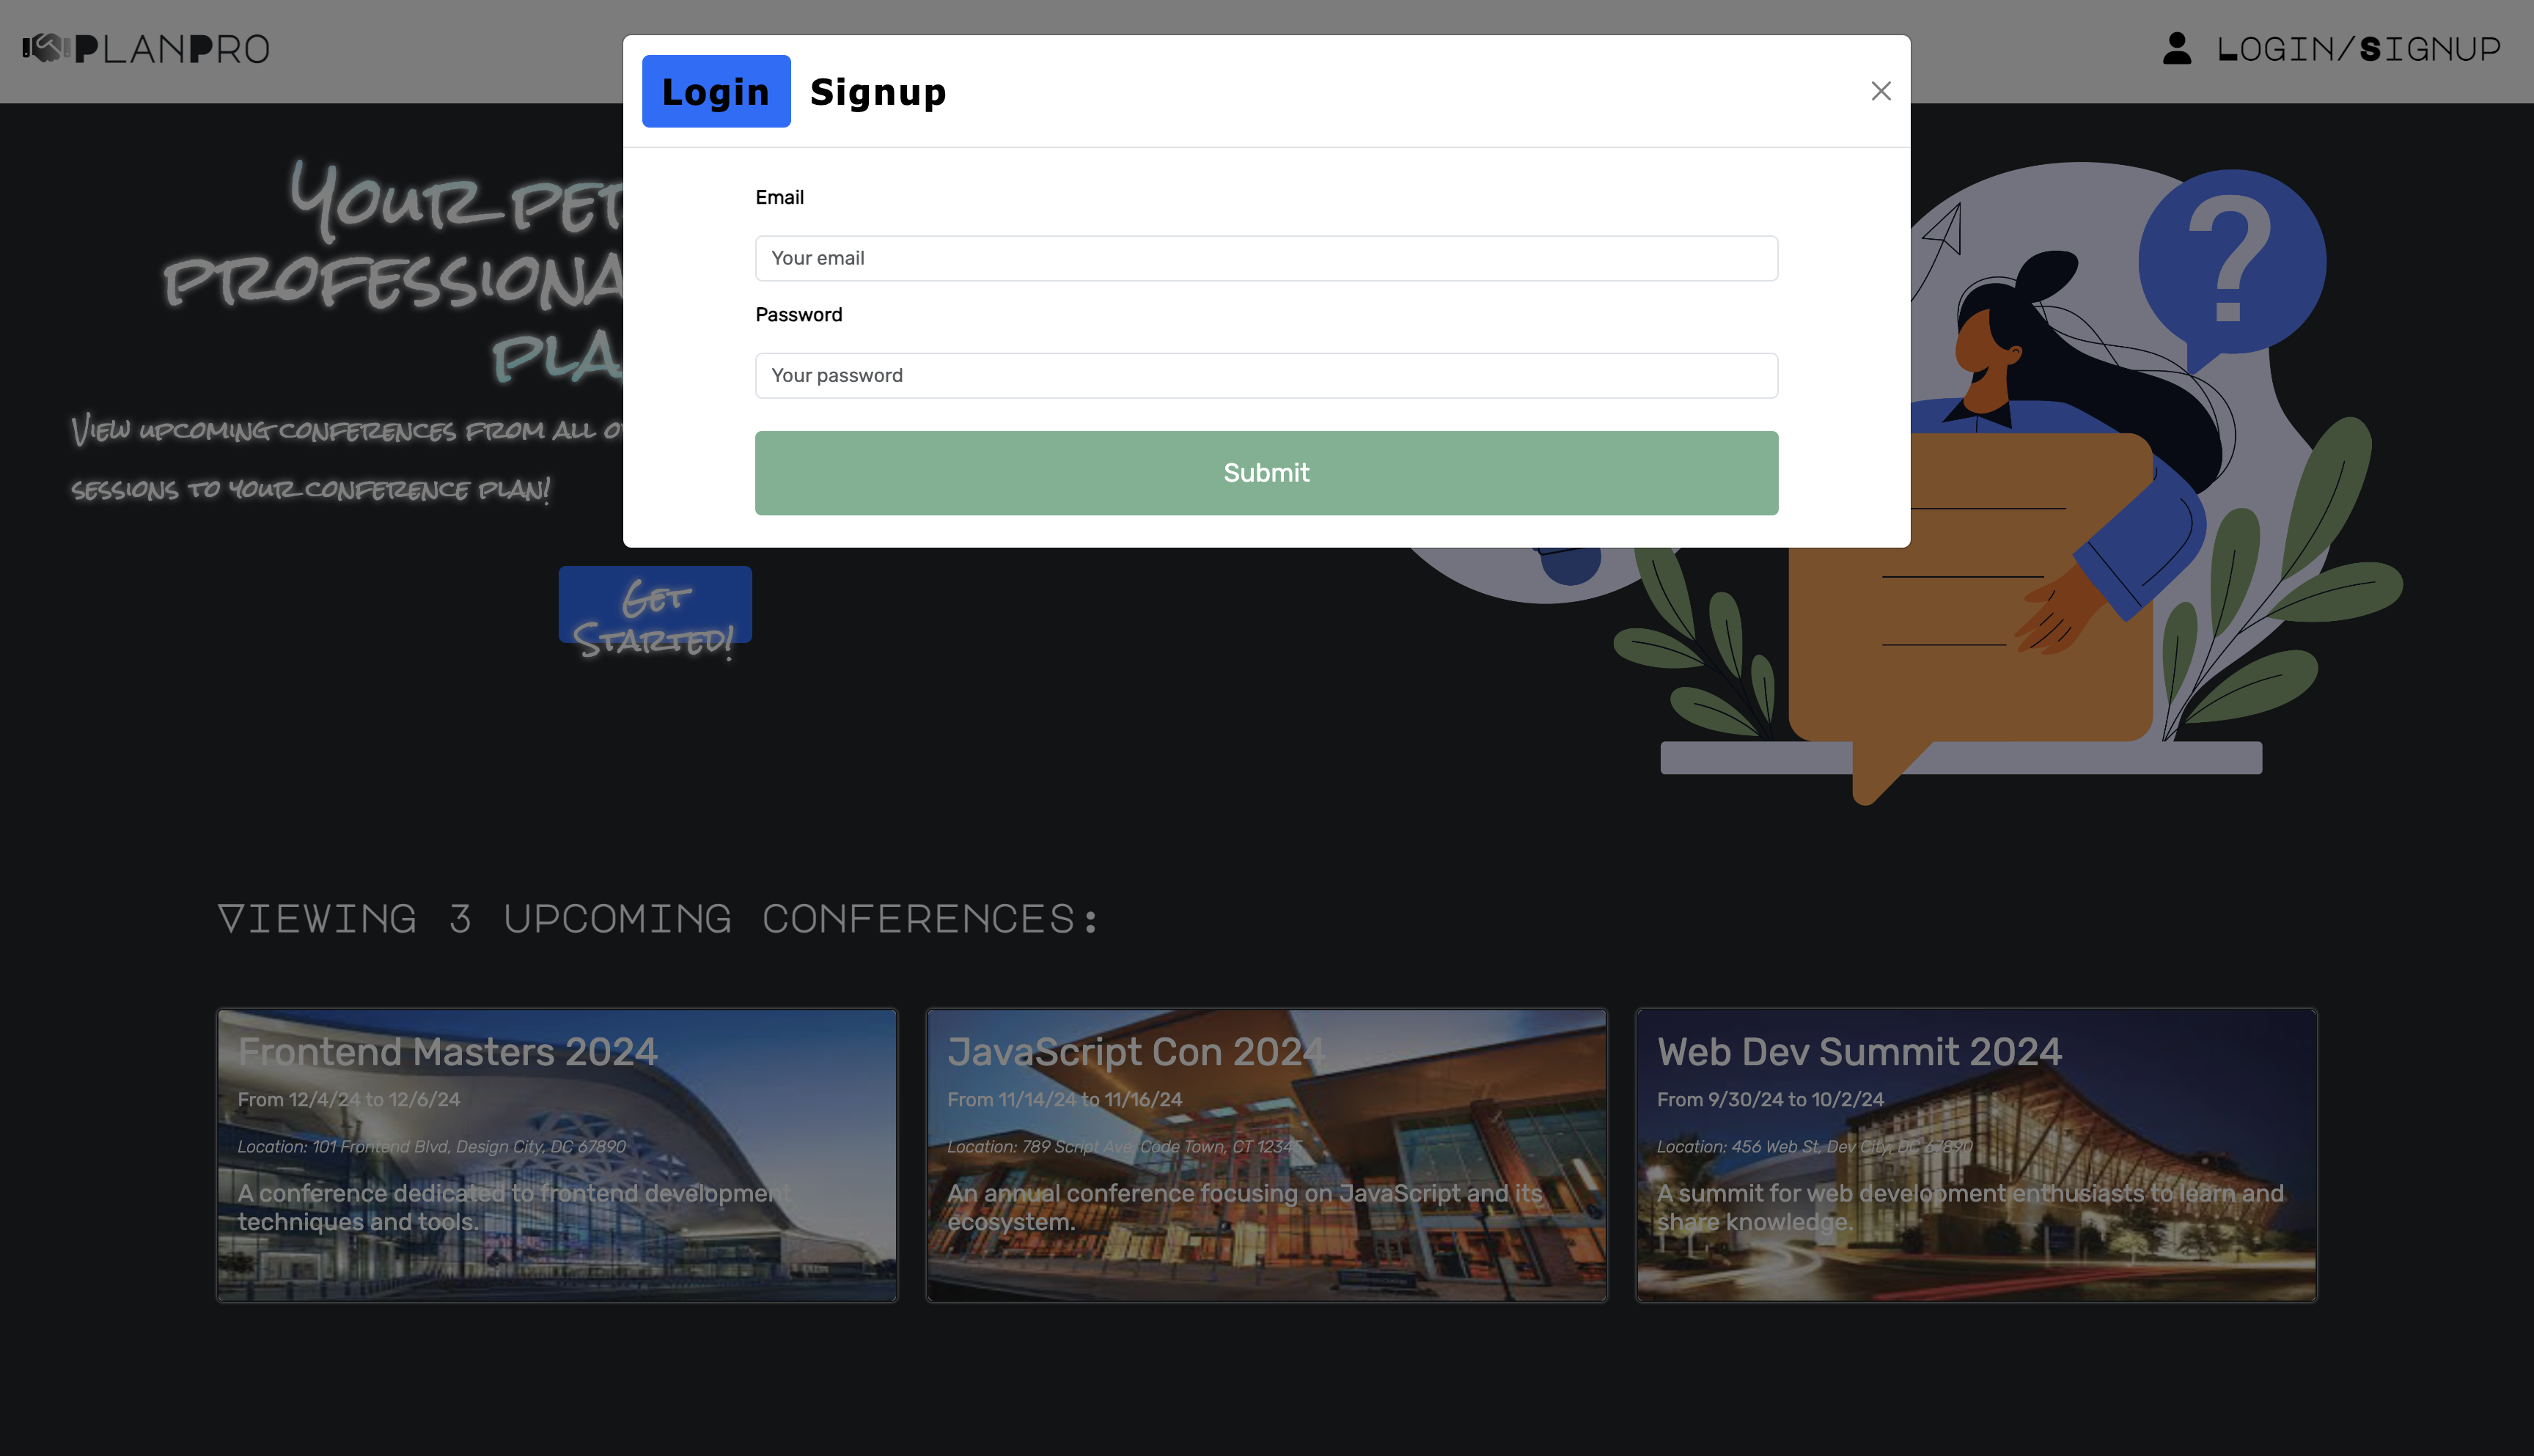 PLANPRO
LOGIN/SIGNUP
Login Signup
Email
Your email
Password
Your password
Submit
Your
professiona
View upcoming conferences from all
sessions to your conference plan!
Get
Started!
?
Viewing 3 upcoming conferences:
Frontend Masters 2024
From 12/4/24 to 12/6/24
Location: 101 Frontend Blvd, Design City, DC 67890
A conference dedicated to frontend development
techniques and tools.
JavaScript Con 2024
From 11/14/24 to 11/16/24
Location: 789 Script Ave, Code Town, CT 12345
An annual conference focusing on JavaScript and its
ecosystem.
Web Dev Summit 2024
From 9/30/24 to 10/2/24
Location: 456 Web St, Dev City, DC 67890
A summit for web development enthusiasts to learn and
share knowledge.